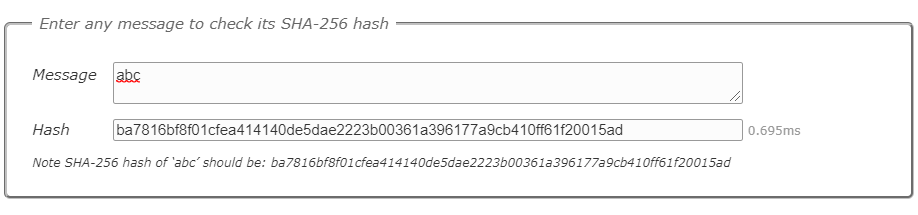 Enter any message to check its SHA-256 hash
Message abc
Hash ba7816bf8f01cfea414140de5dae2223b00361a396177a9cb410ff61f20015ad 0.695ms
Note SHA-256 hash of ‘abc’ should be: ba7816bf8f01cfea414140de5dae2223b00361a396177a9cb410ff61f20015ad